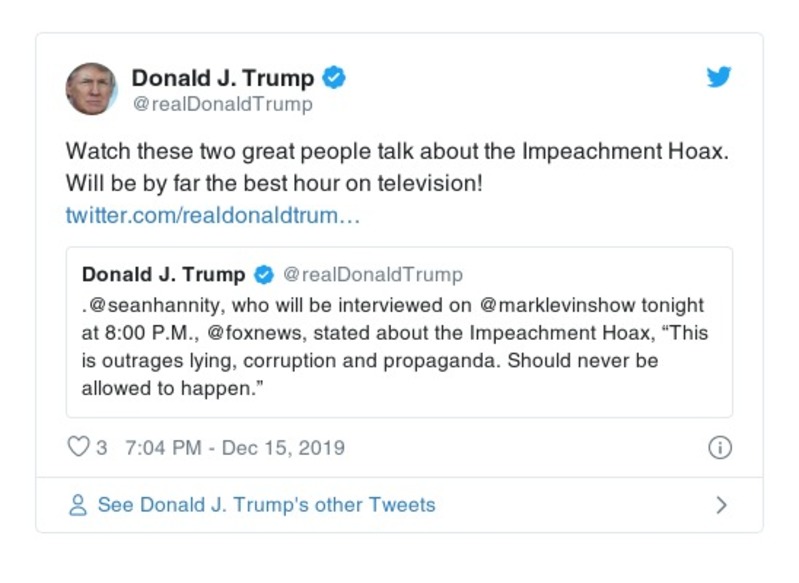 Donald J. Trump
@realDonaldTrump
Watch these two great people talk about the Impeachment Hoax.
Will be by far the best hour on television!
twitter.com/realdonaldtrum…
Donald J. Trump @realDonaldTrump
.@seanhannity, who will be interviewed on @marklevinshow tonight
at 8:00 P.M., @foxnews, stated about the Impeachment Hoax, “This
is outrages lying, corruption and propaganda. Should never be
allowed to happen.”
3 7:04 PM - Dec 15, 2019
See Donald J. Trump's other Tweets